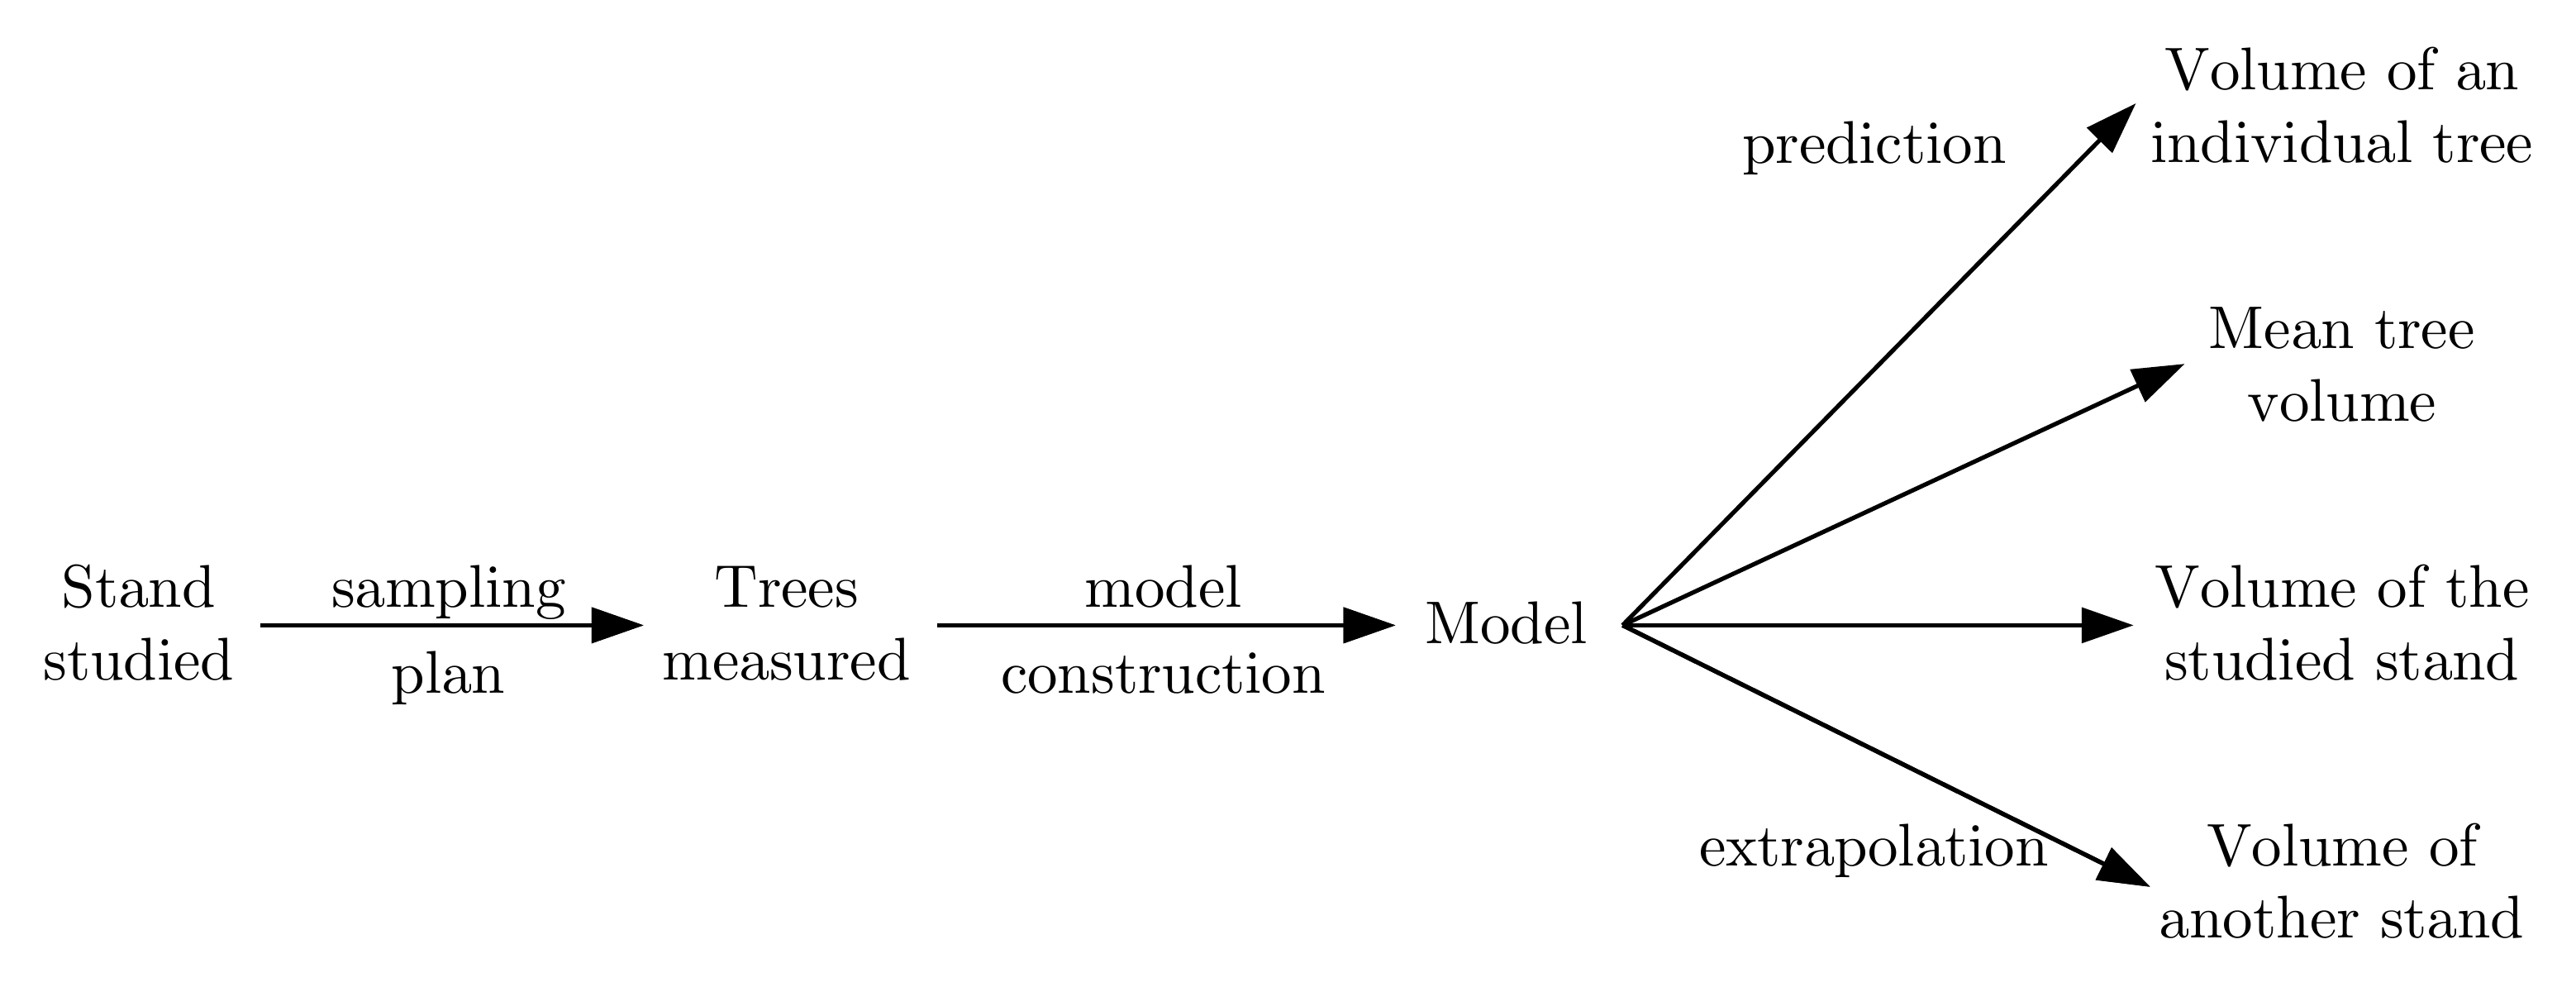 Stand
studied
sampling
plan
Trees
measured
model
construction
Model
prediction
extrapolation
Volume of an
individual tree
Mean tree
volume
Volume of the
studied stand
Volume of
another stand